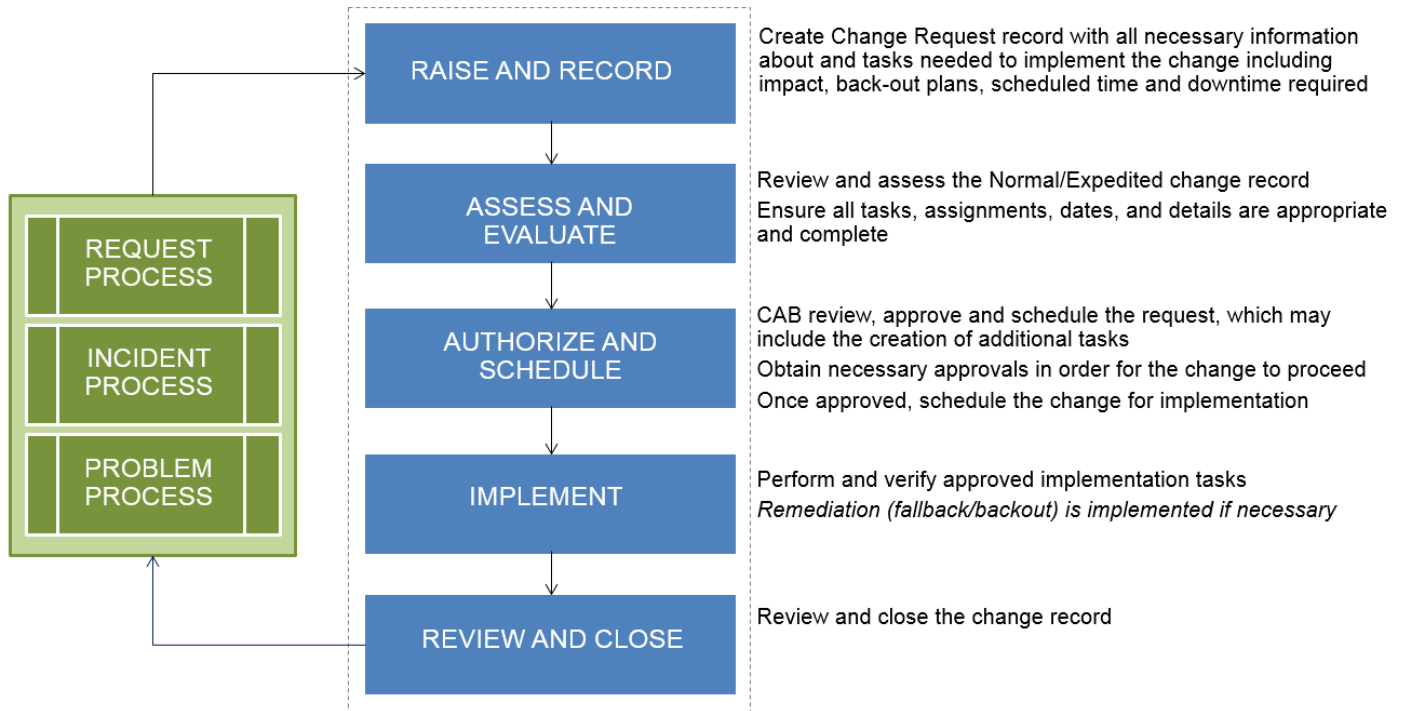 RAISE AND RECORD
Create Change Request record with all necessary information
about and tasks needed to implement the change including
impact, back-out plans, scheduled time and downtime required
REQUEST
PROCESS
INCIDENT
PROCESS
PROBLEM
PROCESS
ASSESS AND
EVALUATE
Review and assess the Normal/Expedited change record
Ensure all tasks, assignments, dates, and details are appropriate
and complete
AUTHORIZE AND
SCHEDULE
CAB review, approve and schedule the request, which may
include the creation of additional tasks
Obtain necessary approvals in order for the change to proceed
Once approved, schedule the change for implementation
IMPLEMENT
Perform and verify approved implementation tasks
Remediation (fallback/backout) is implemented if necessary
REVIEW AND CLOSE
Review and close the change record